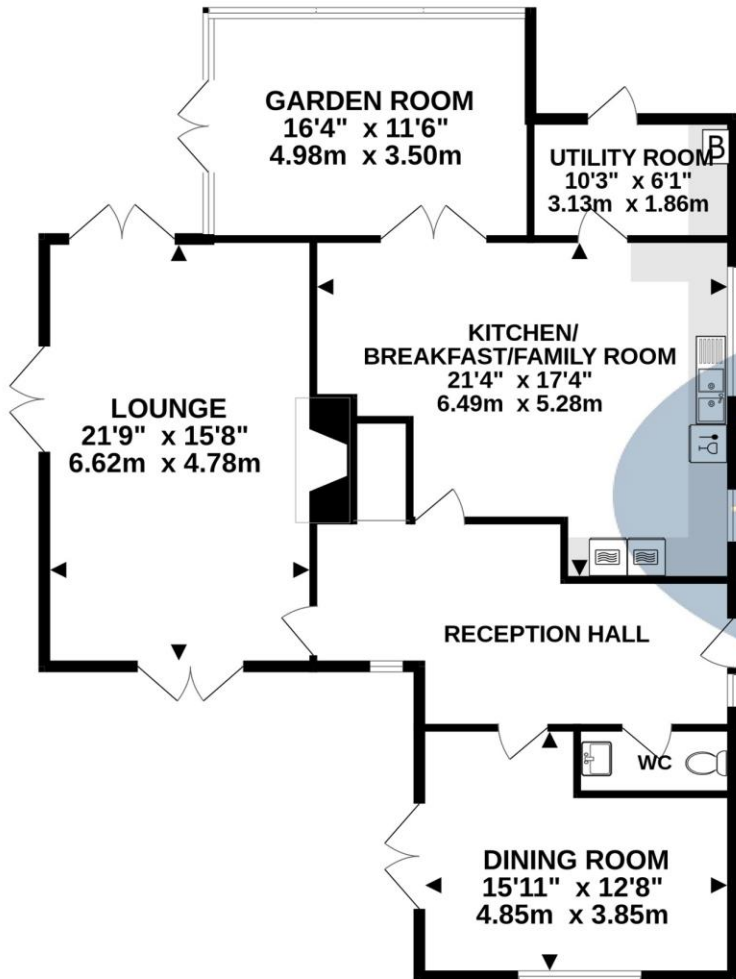 GARDEN ROOM
16'4" x 11'6"
4.98m x 3.50m
B
UTILITY ROOM
10'3" x 6'1"
3.13m x 1.86m
KITCHEN/
BREAKFAST/FAMILY ROOM
21'4" x 17'4"
6.49m x 5.28m
LOUNGE
21'9" x 15'8"
6.62m x 4.78m
RECEPTION HALL
WC
DINING ROOM
15'11" x 12'8"
4.85m x 3.85m